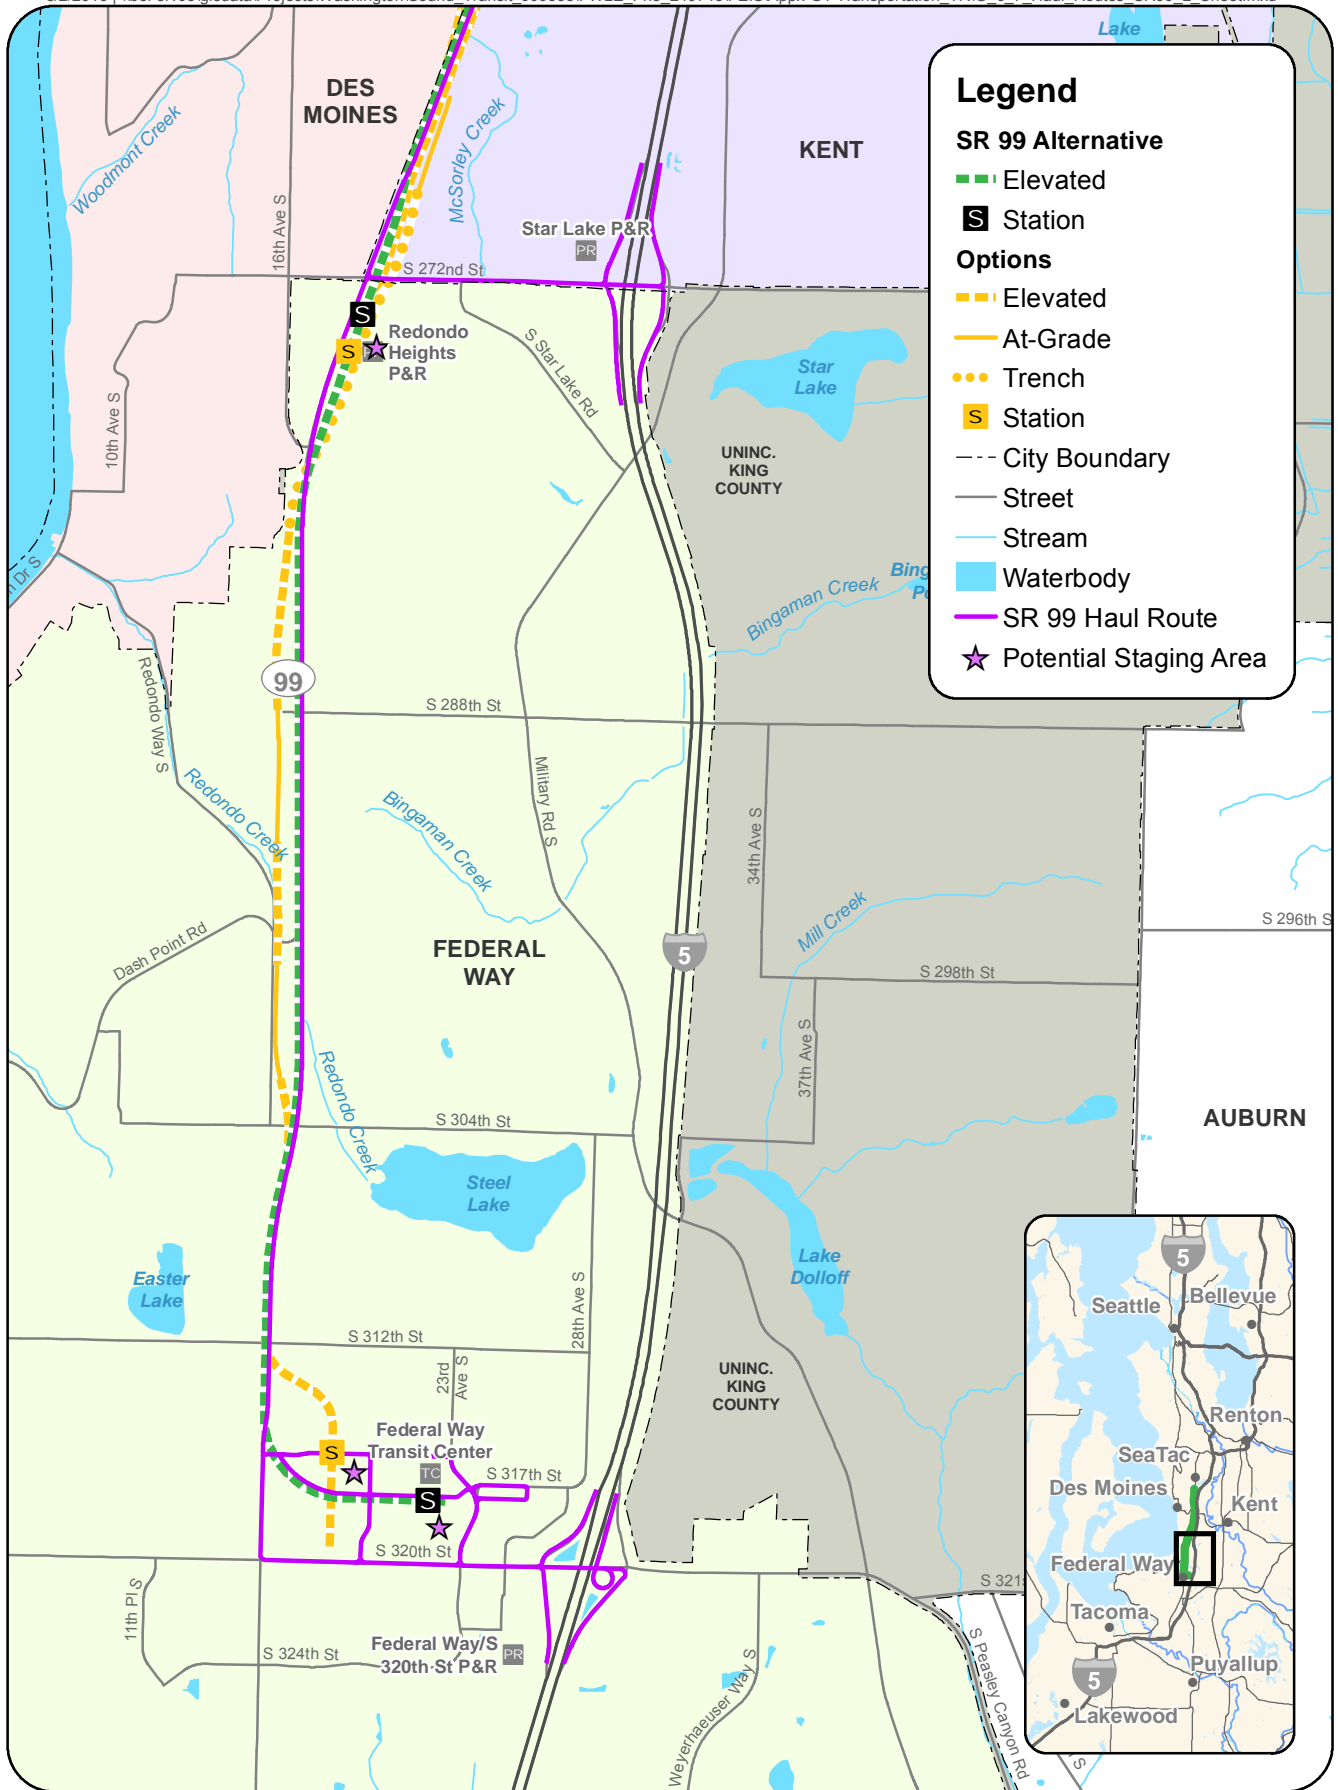 Lake
Legend
SR 99 Alternative
Elevated
S Station
Options
Elevated
At-Grade
Trench
S Station
City Boundary
Street
Stream
Waterbody
SR 99 Haul Route
Potential Staging Area
DES
MOINES
KENT
Woodmont Creek
McSorley Creek
16th Ave S
Star Lake P&R
PR
S 272nd St
S
S
Redondo
Heights
P&R
S Star Lake Rd
Star
Lake
10th Ave S
UNINC.
KING
COUNTY
Bingaman Creek
Dr S
99
Redondo Way S
S 288th St
Redondo Creek
Bingaman Creek
Military Rd S
34th Ave S
Mill Creek
S 296th S
Dash Point Rd
FEDERAL
WAY
5
S 298th St
37th Ave S
Redondo Creek
S 304th St
AUBURN
Steel
Lake
Easter
Lake
Lake
Dolloff
28th Ave S
S 312th St
23rd
Ave S
UNINC.
KING
COUNTY
Federal Way
Transit Center
S
TC
S 317th St
S
S 320th St
S 321
11th Pl S
S 324th St
Federal Way/S
320th St P&R
PR
Weyerhaeuser Way S
S Peasley Canyon Rd
S
5
Seattle
Bellevue
Renton
SeaTac
Des Moines
Kent
Federal Way
Tacoma
5
Puyallup
Lakewood